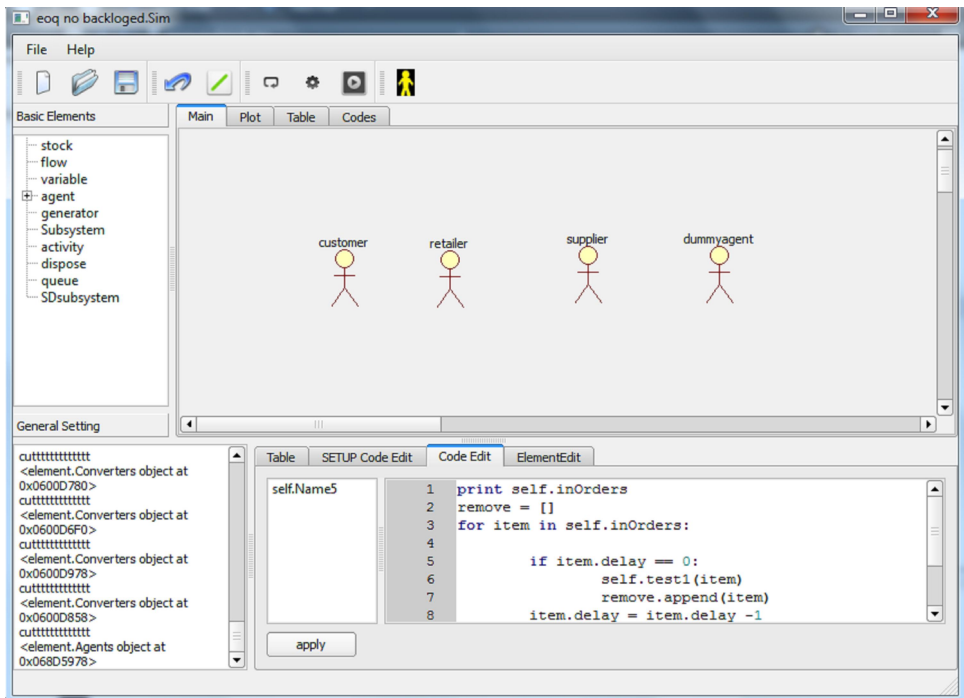 eoq no backloged.Sim
File Help
Basic Elements
Main Plot Table Codes
stock
flow
variable
agent
generator
Subsystem
activity
dispose
queue
SDsubsystem
customer retailer supplier dummyagent
General Setting
cuttttttttttttt
<element.Converters object at
0x0600D780>
cuttttttttttttt
<element.Converters object at
0x0600D6F0>
cuttttttttttttt
<element.Converters object at
0x0600D978>
cuttttttttttttt
<element.Converters object at
0x0600D858>
cuttttttttttttt
<element.Agents object at
0x068D5978>
Table SETUP Code Edit Code Edit ElementEdit
self.Name5
1 print self.inOrders
2 remove = []
3 for item in self.inOrders:
4
5 if item.delay == 0:
6 self.test1(item)
7 remove.append(item)
8 item.delay = item.delay -1
apply